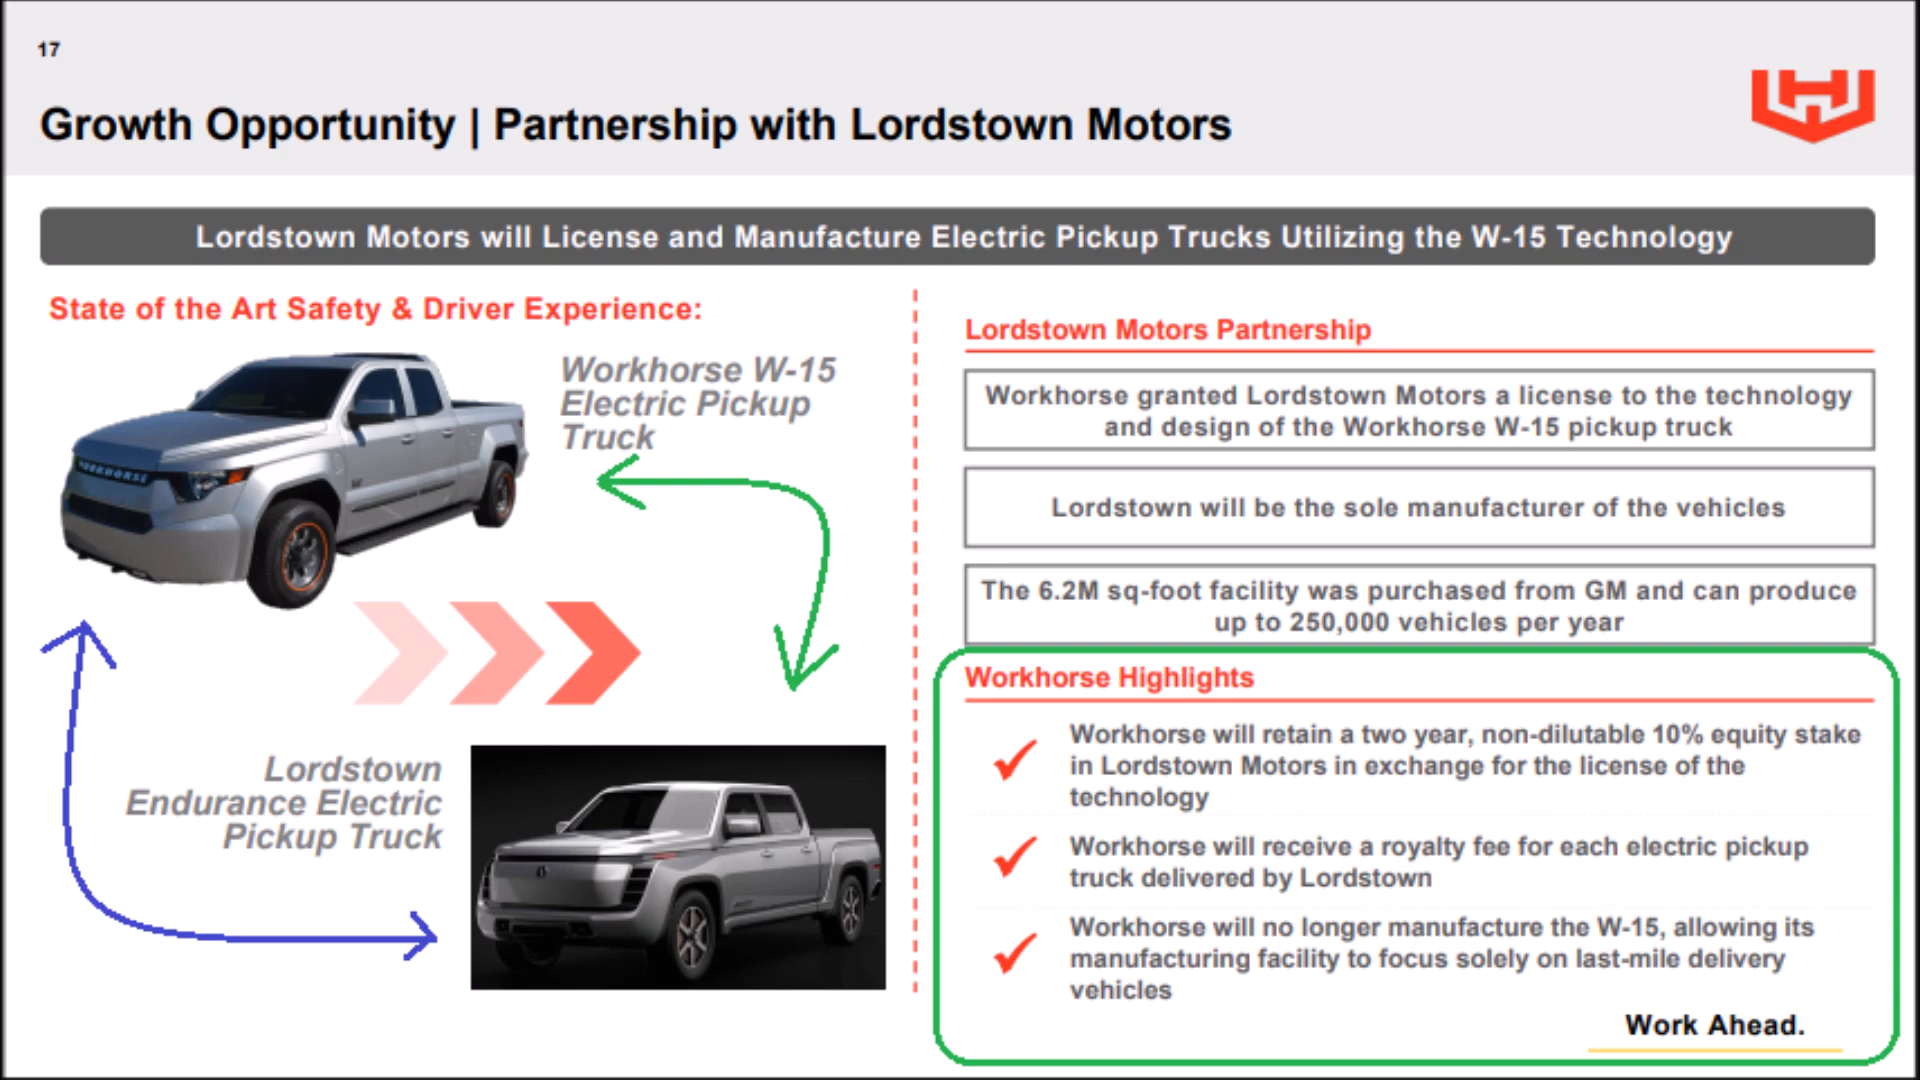 17
Growth Opportunity | Partnership with Lordstown Motors
Lordstown Motors will License and Manufacture Electric Pickup Trucks Utilizing the W-15 Technology
State of the Art Safety & Driver Experience:
Workhorse W-15
Electric Pickup
Truck
WORKHORSE
Lordstown
Endurance Electric
Pickup Truck
Lordstown Motors Partnership
Workhorse granted Lordstown Motors a license to the technology
and design of the Workhorse W-15 pickup truck
Lordstown will be the sole manufacturer of the vehicles
The 6.2M sq-foot facility was purchased from GM and can produce
up to 250,000 vehicles per year
Workhorse Highlights
Workhorse will retain a two year, non-dilutable 10% equity stake
in Lordstown Motors in exchange for the license of the
technology
Workhorse will receive a royalty fee for each electric pickup
truck delivered by Lordstown
Workhorse will no longer manufacture the W-15, allowing its
manufacturing facility to focus solely on last-mile delivery
vehicles
Work Ahead.